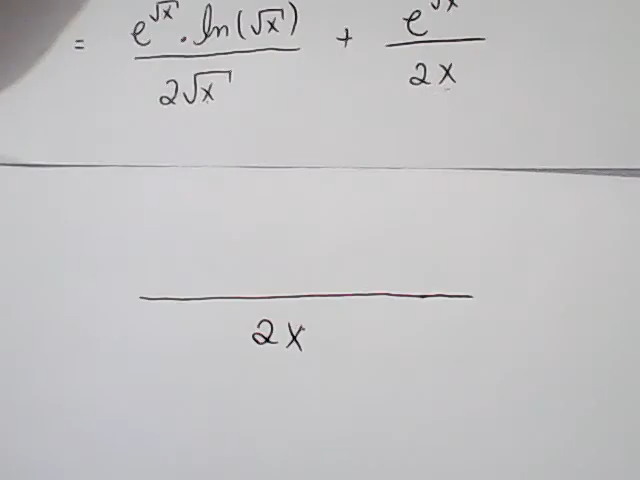 = e^√x · ln(√x) / 2√x + e^√x / 2x
/ 2x